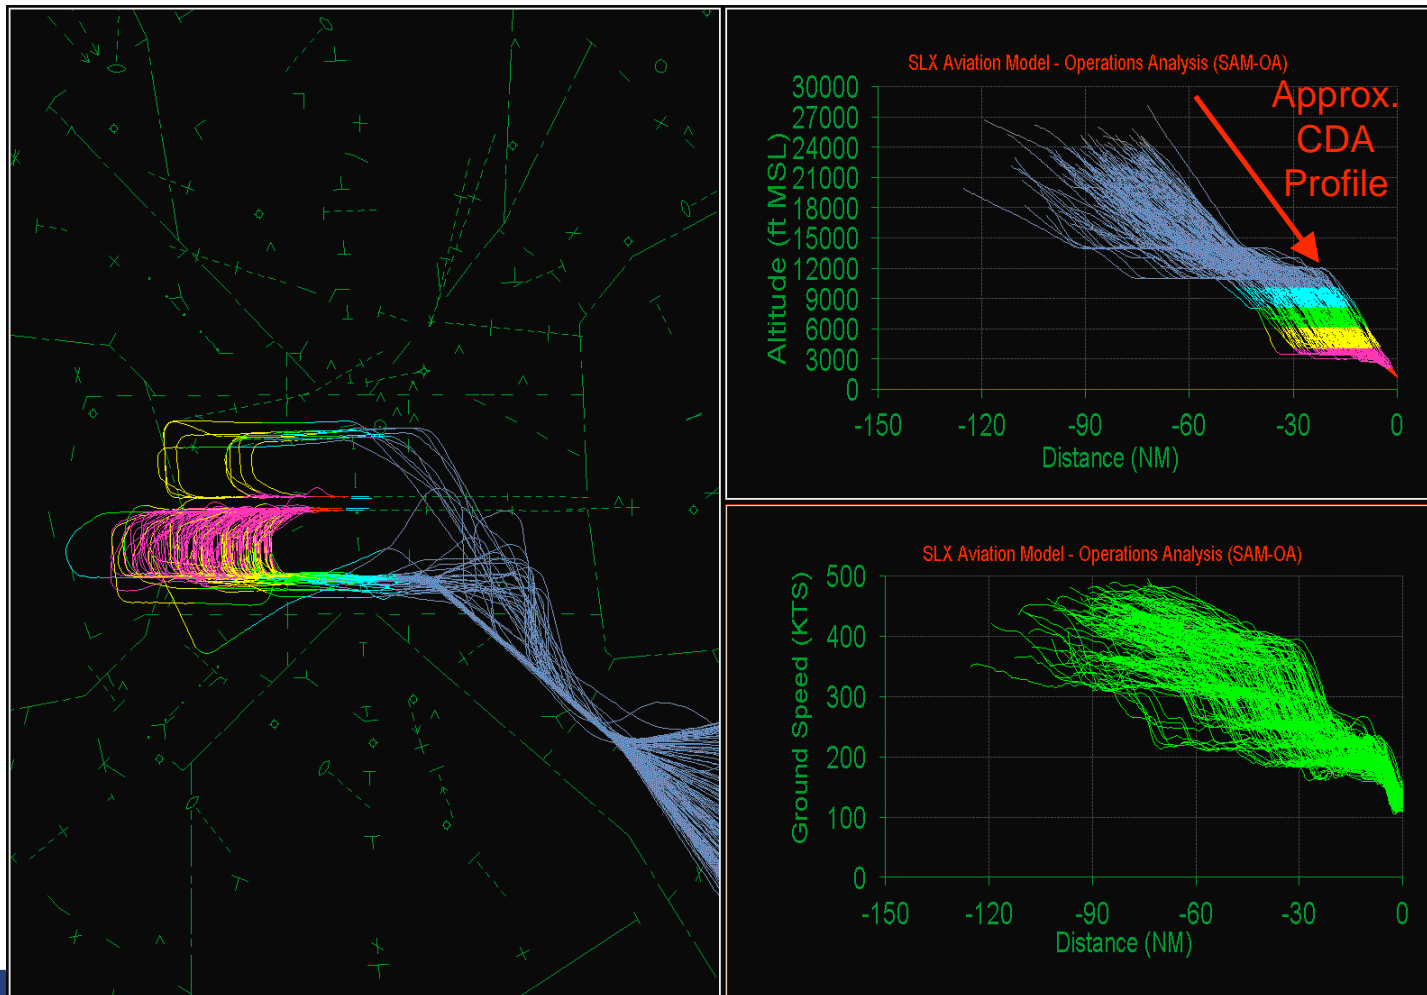 SLX Aviation Model - Operations Analysis (SAM-OA)
Approx.
CDA
Profile
Altitude (ft MSL)
30000
27000
24000
21000
18000
15000
12000
9000
6000
3000
0
-150 -120 -90 -60 -30 0
Distance (NM)
SLX Aviation Model - Operations Analysis (SAM-OA)
Ground Speed (KTS)
500
400
300
200
100
0
-150 -120 -90 -60 -30 0
Distance (NM)